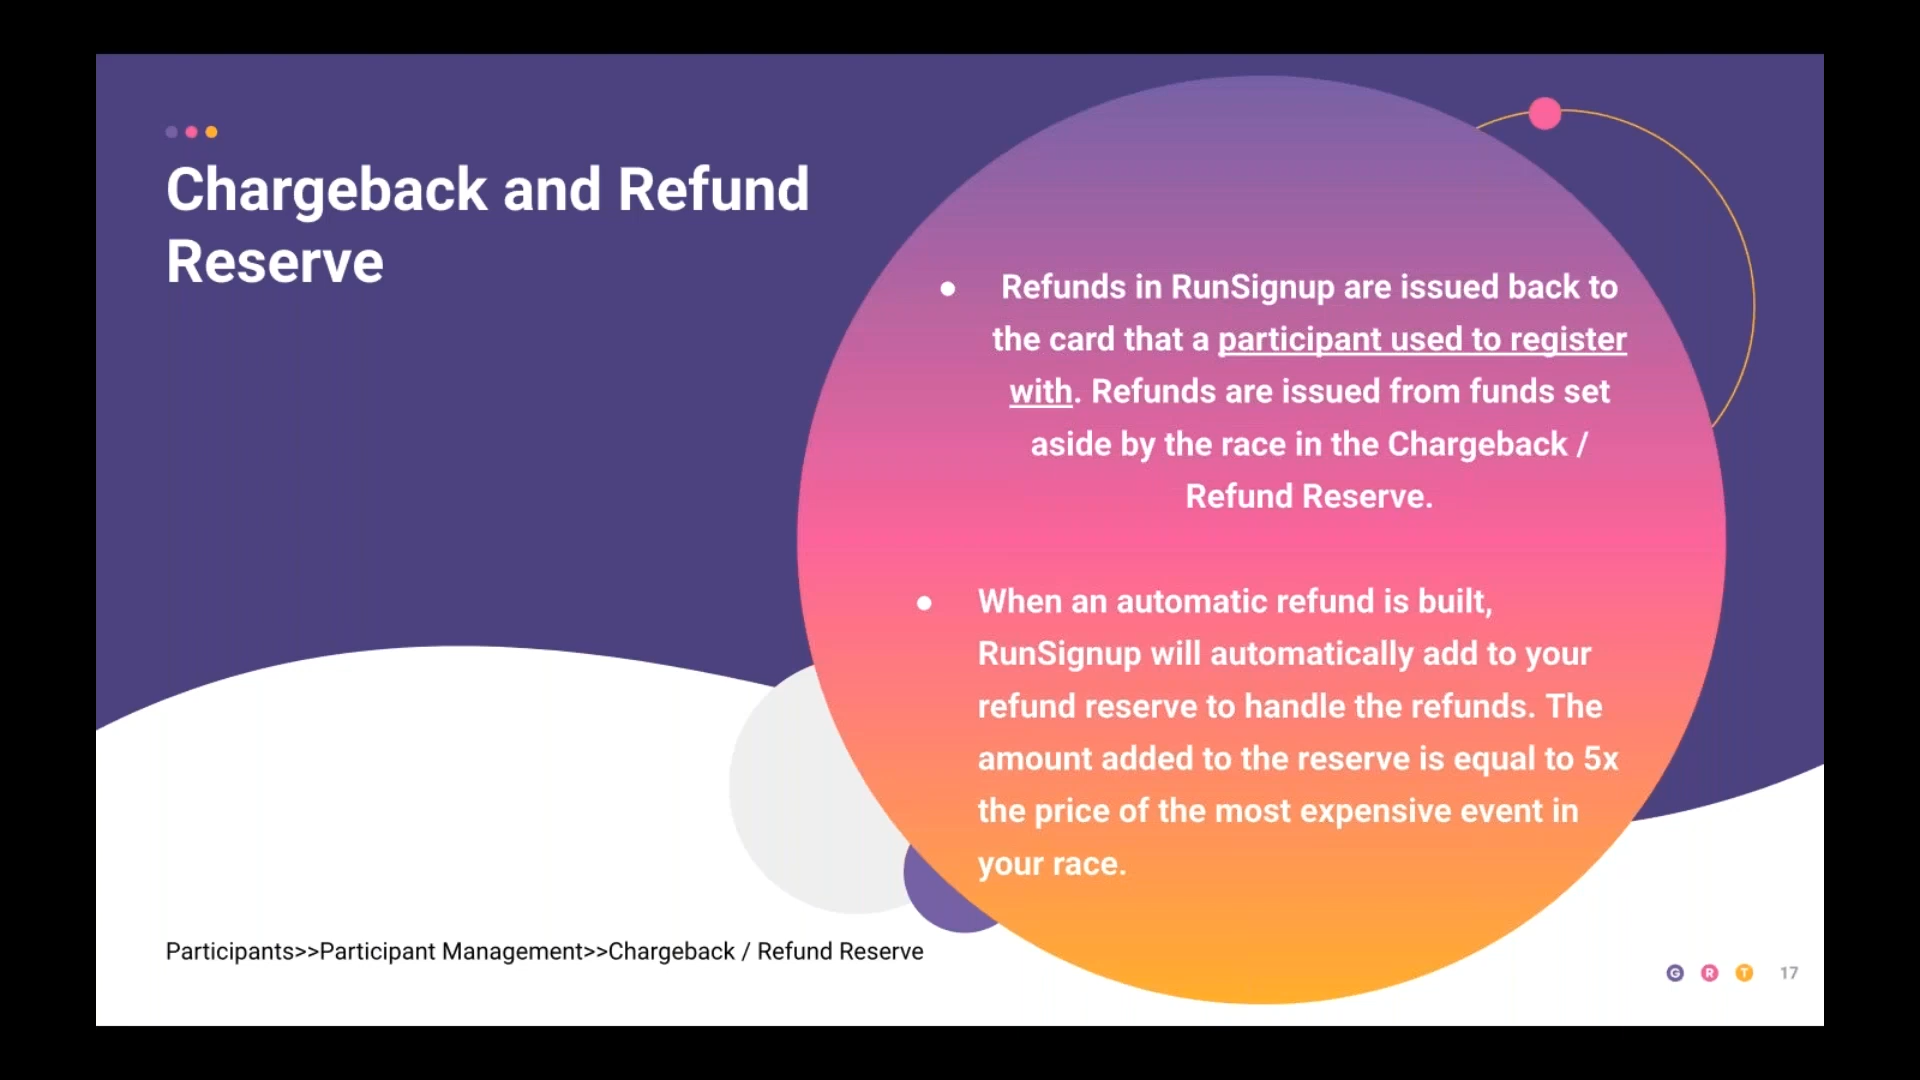 Chargeback and Refund
Reserve
● Refunds in RunSignup are issued back to
the card that a participant used to register
with. Refunds are issued from funds set
aside by the race in the Chargeback /
Refund Reserve.
● When an automatic refund is built,
RunSignup will automatically add to your
refund reserve to handle the refunds. The
amount added to the reserve is equal to 5x
the price of the most expensive event in
your race.
Participants>>Participant Management>>Chargeback / Refund Reserve
G R T 17